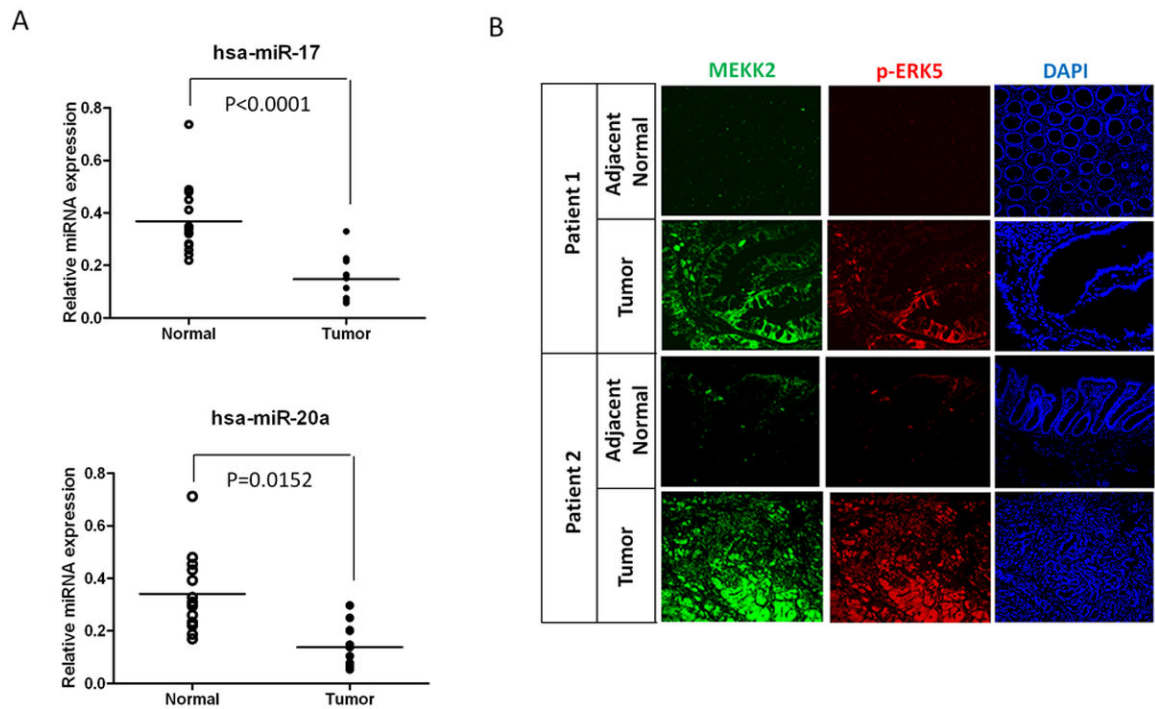 A
hsa-miR-17
P<0.0001
Relative miRNA expression
0.8
0.6
0.4
0.2
0.0
Normal
Tumor
hsa-miR-20a
P=0.0152
Relative miRNA expression
0.8
0.6
0.4
0.2
0.0
Normal
Tumor
B
MEKK2
p-ERK5
DAPI
Patient 1
Adjacent
Normal
Tumor
Patient 2
Adjacent
Normal
Tumor